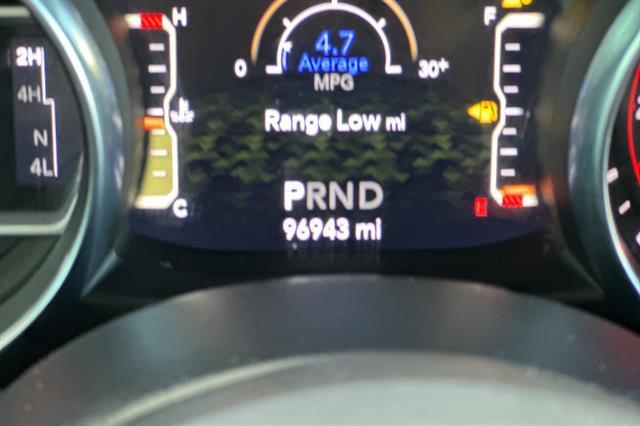 2H
4H
N
4L
H
C
4.7
Average
0 30+
MPG
Range Low mi
PRND
96943 mi
F
E